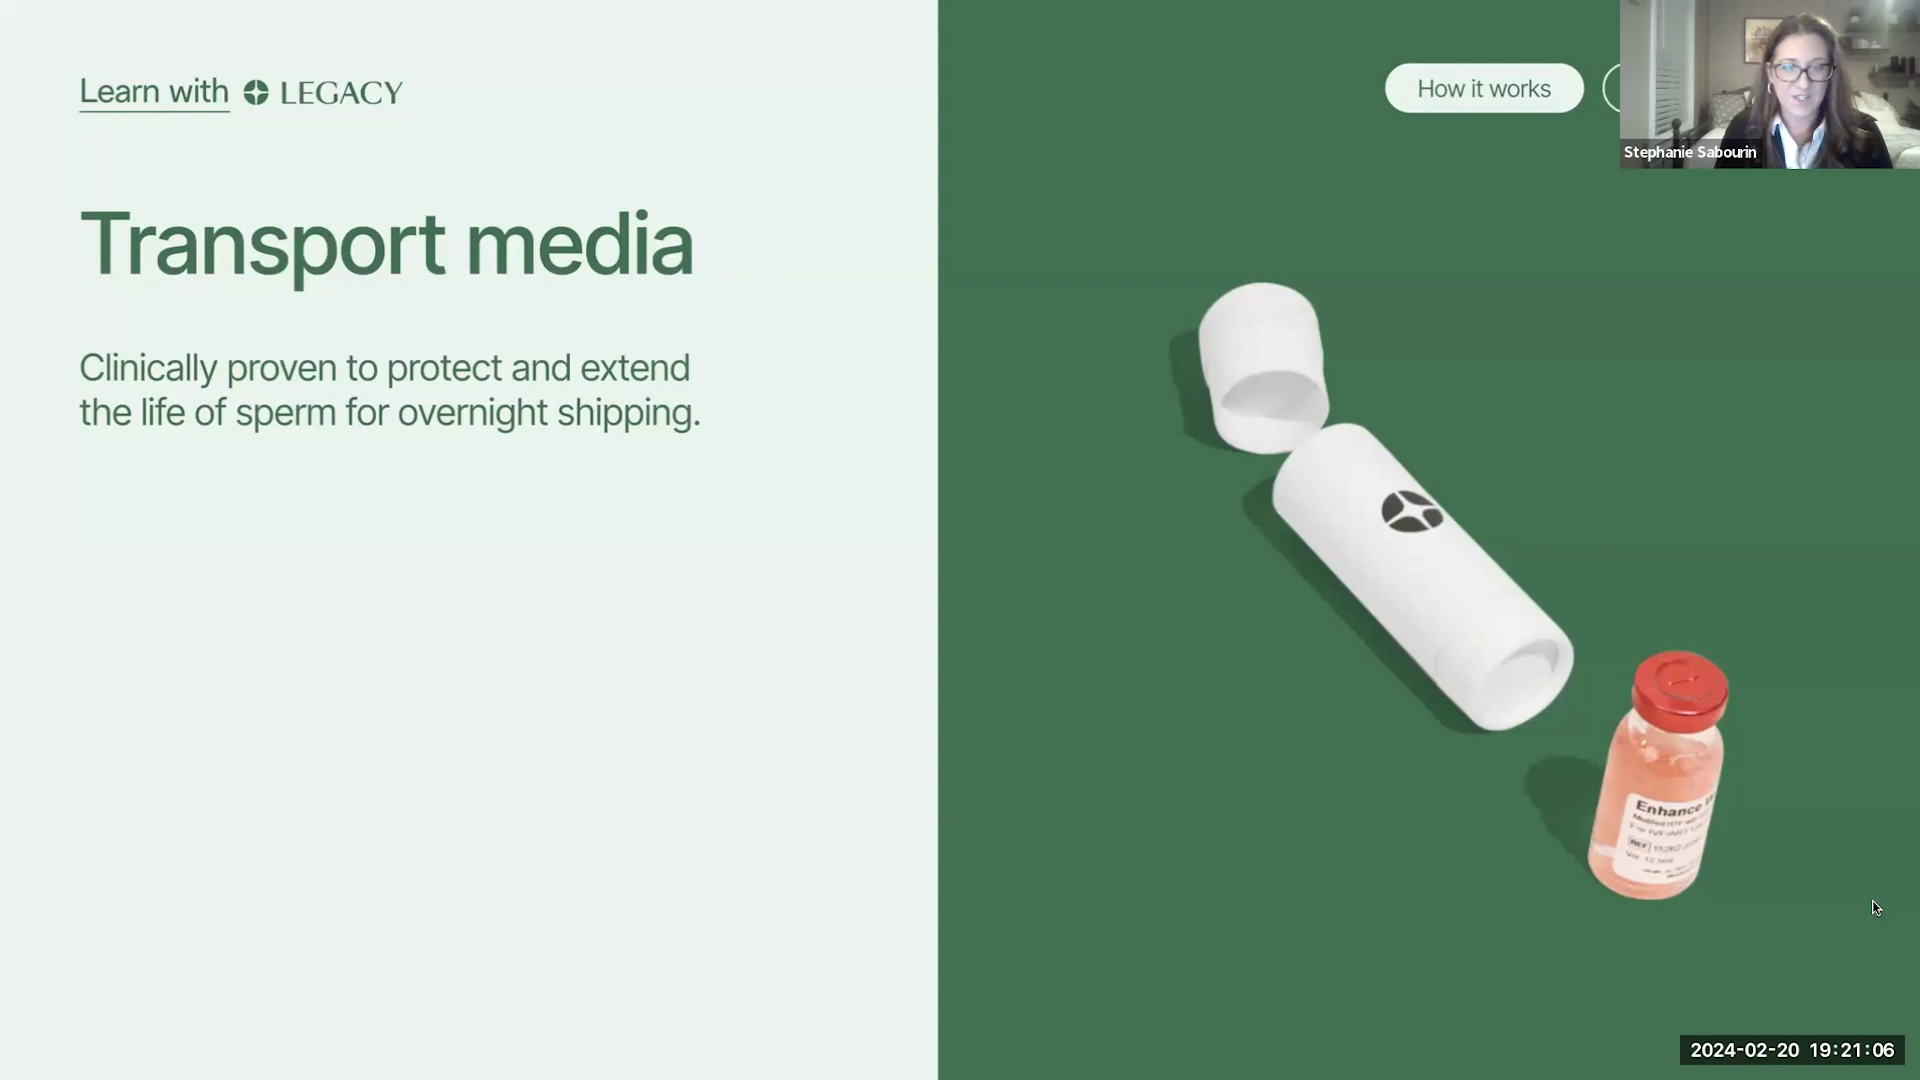 Learn with LEGACY
How it works
Stephanie Sabourin
Transport media
Clinically proven to protect and extend
the life of sperm for overnight shipping.
Enhance
REF
2024-02-20 19:21:06